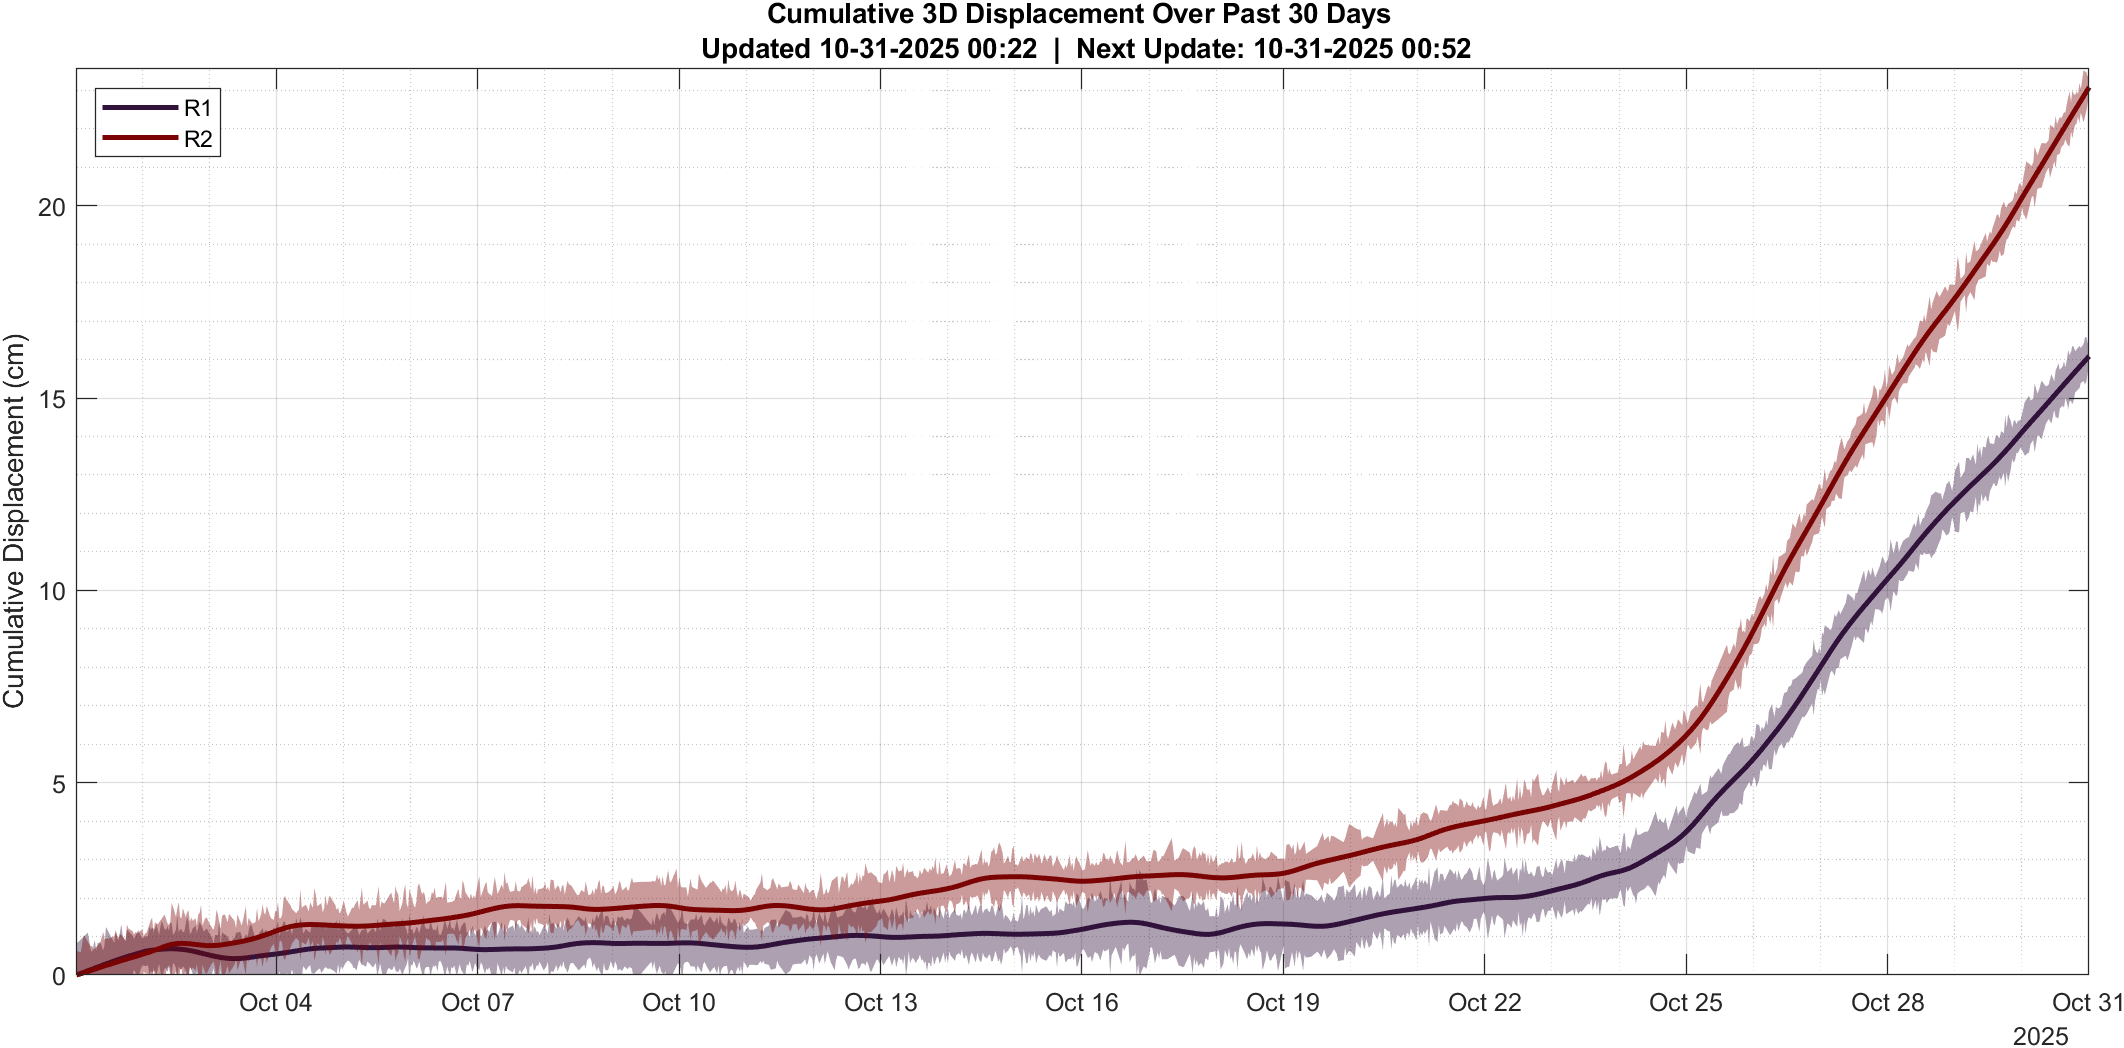 Cumulative 3D Displacement Over Past 30 Days
Updated 10-31-2025 00:22 | Next Update: 10-31-2025 00:52
R1
R2
Cumulative Displacement (cm)
20
15
10
5
0
Oct 04
Oct 07
Oct 10
Oct 13
Oct 16
Oct 19
Oct 22
Oct 25
Oct 28
Oct 31
2025